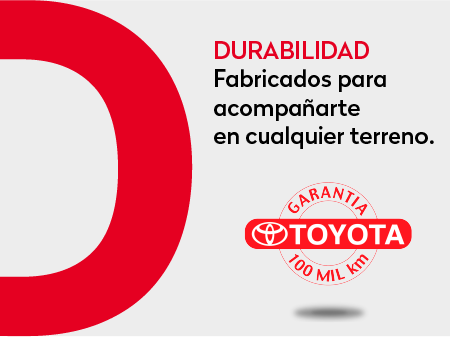 D
DURABILIDAD
Fabricados para
acompañarte
en cualquier terreno.
GARANTIA
TOYOTA
100 MIL km